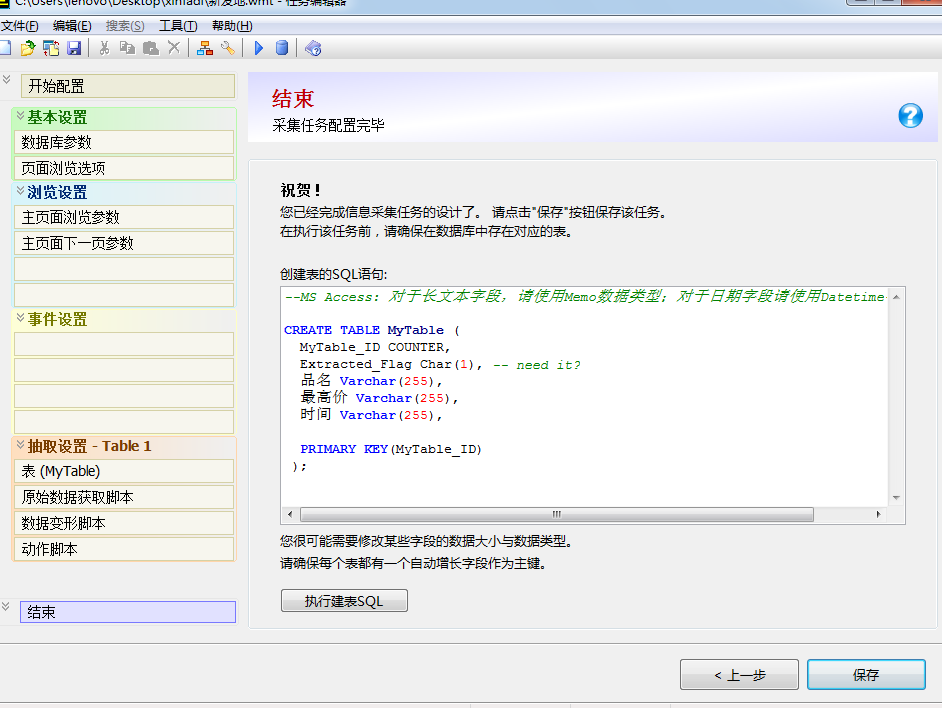 C:\Users\lenovo\Desktop\xinfadi\新发地.wmt - 任务编辑器
文件(F) 编辑(E) 搜索(S) 工具(T) 帮助(H)
开始配置
基本设置
数据库参数
页面浏览选项
浏览设置
主页面浏览参数
主页面下一页参数
事件设置
抽取设置 - Table 1
表 (MyTable)
原始数据获取脚本
数据变形脚本
动作脚本
结束
结束
采集任务配置完毕
祝贺！
您已经完成信息采集任务的设计了。 请点击"保存"按钮保存该任务。
在执行该任务前，请确保在数据库中存在对应的表。
创建表的SQL语句:
--MS Access: 对于长文本字段，请使用Memo数据类型；对于日期字段请使用Datetime
CREATE TABLE MyTable (
MyTable_ID COUNTER,
Extracted_Flag Char(1), -- need it?
品名 Varchar(255),
最高价 Varchar(255),
时间 Varchar(255),
PRIMARY KEY(MyTable_ID)
);
您很可能需要修改某些字段的数据大小与数据类型。
请确保每个表都有一个自动增长字段作为主键。
执行建表SQL
< 上一步
保存